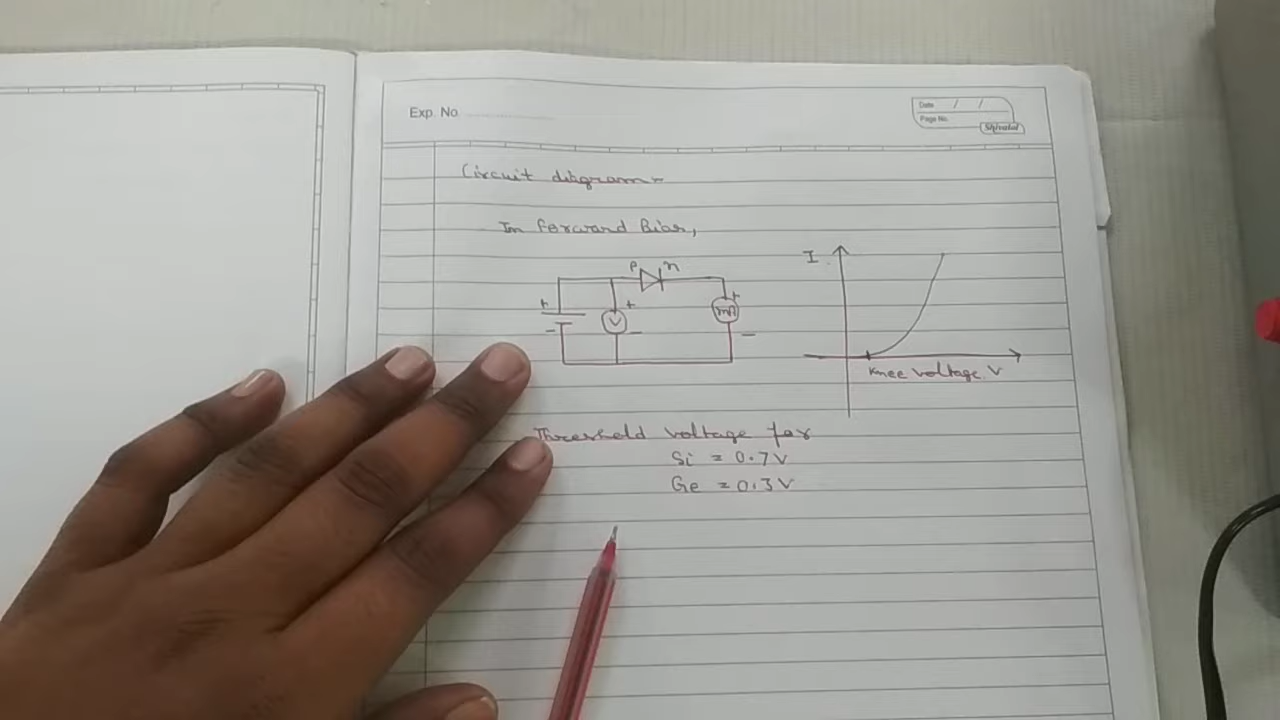 Exp. No.
Date / /
Page No.
Shivalal
Circuit diagram:-
In forward Bias,
P n
+ + +
I
V mA
- - -
Knee voltage. V
Threshold voltage for
Si = 0.7V
Ge = 0.3V